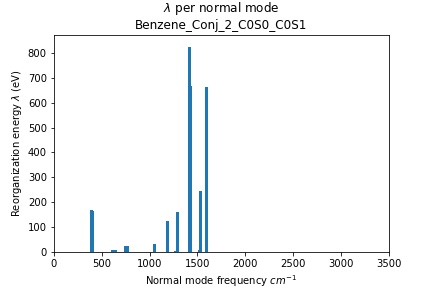 λ per normal mode
Benzene_Conj_2_C0S0_C0S1
Reorganization energy λ (eV)
800
700
600
500
400
300
200
100
0
0 500 1000 1500 2000 2500 3000 3500
Normal mode frequency cm⁻¹